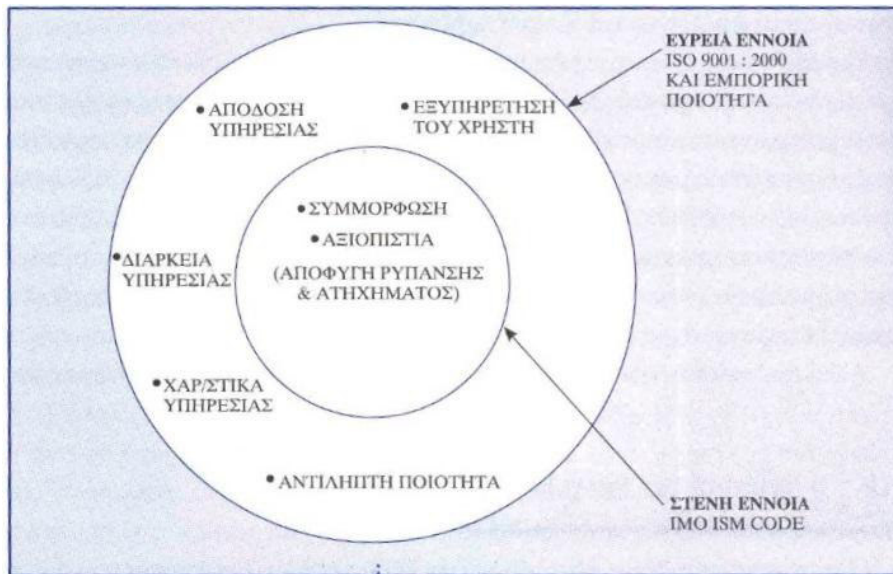 ΕΥΡΕΙΑ ΕΝΝΟΙΑ
ISO 9001 : 2000
ΚΑΙ ΕΜΠΟΡΙΚΗ
ΠΟΙΟΤΗΤΑ
• ΑΠΟΔΟΣΗ
ΥΠΗΡΕΣΙΑΣ
• ΕΞΥΠΗΡΕΤΗΣΗ
ΤΟΥ ΧΡΗΣΤΗ
• ΣΥΜΜΟΡΦΩΣΗ
• ΑΞΙΟΠΙΣΤΙΑ
(ΑΠΟΦΥΓΗ ΡΥΠΑΝΣΗΣ
& ΑΤΗΧΗΜΑΤΟΣ)
• ΔΙΑΡΚΕΙΑ
ΥΠΗΡΕΣΙΑΣ
• ΧΑΡ/ΣΤΙΚΑ
ΥΠΗΡΕΣΙΑΣ
• ΑΝΤΙΛΗΠΤΗ ΠΟΙΟΤΗΤΑ
ΣΤΕΝΗ ΕΝΝΟΙΑ
IMO ISM CODE